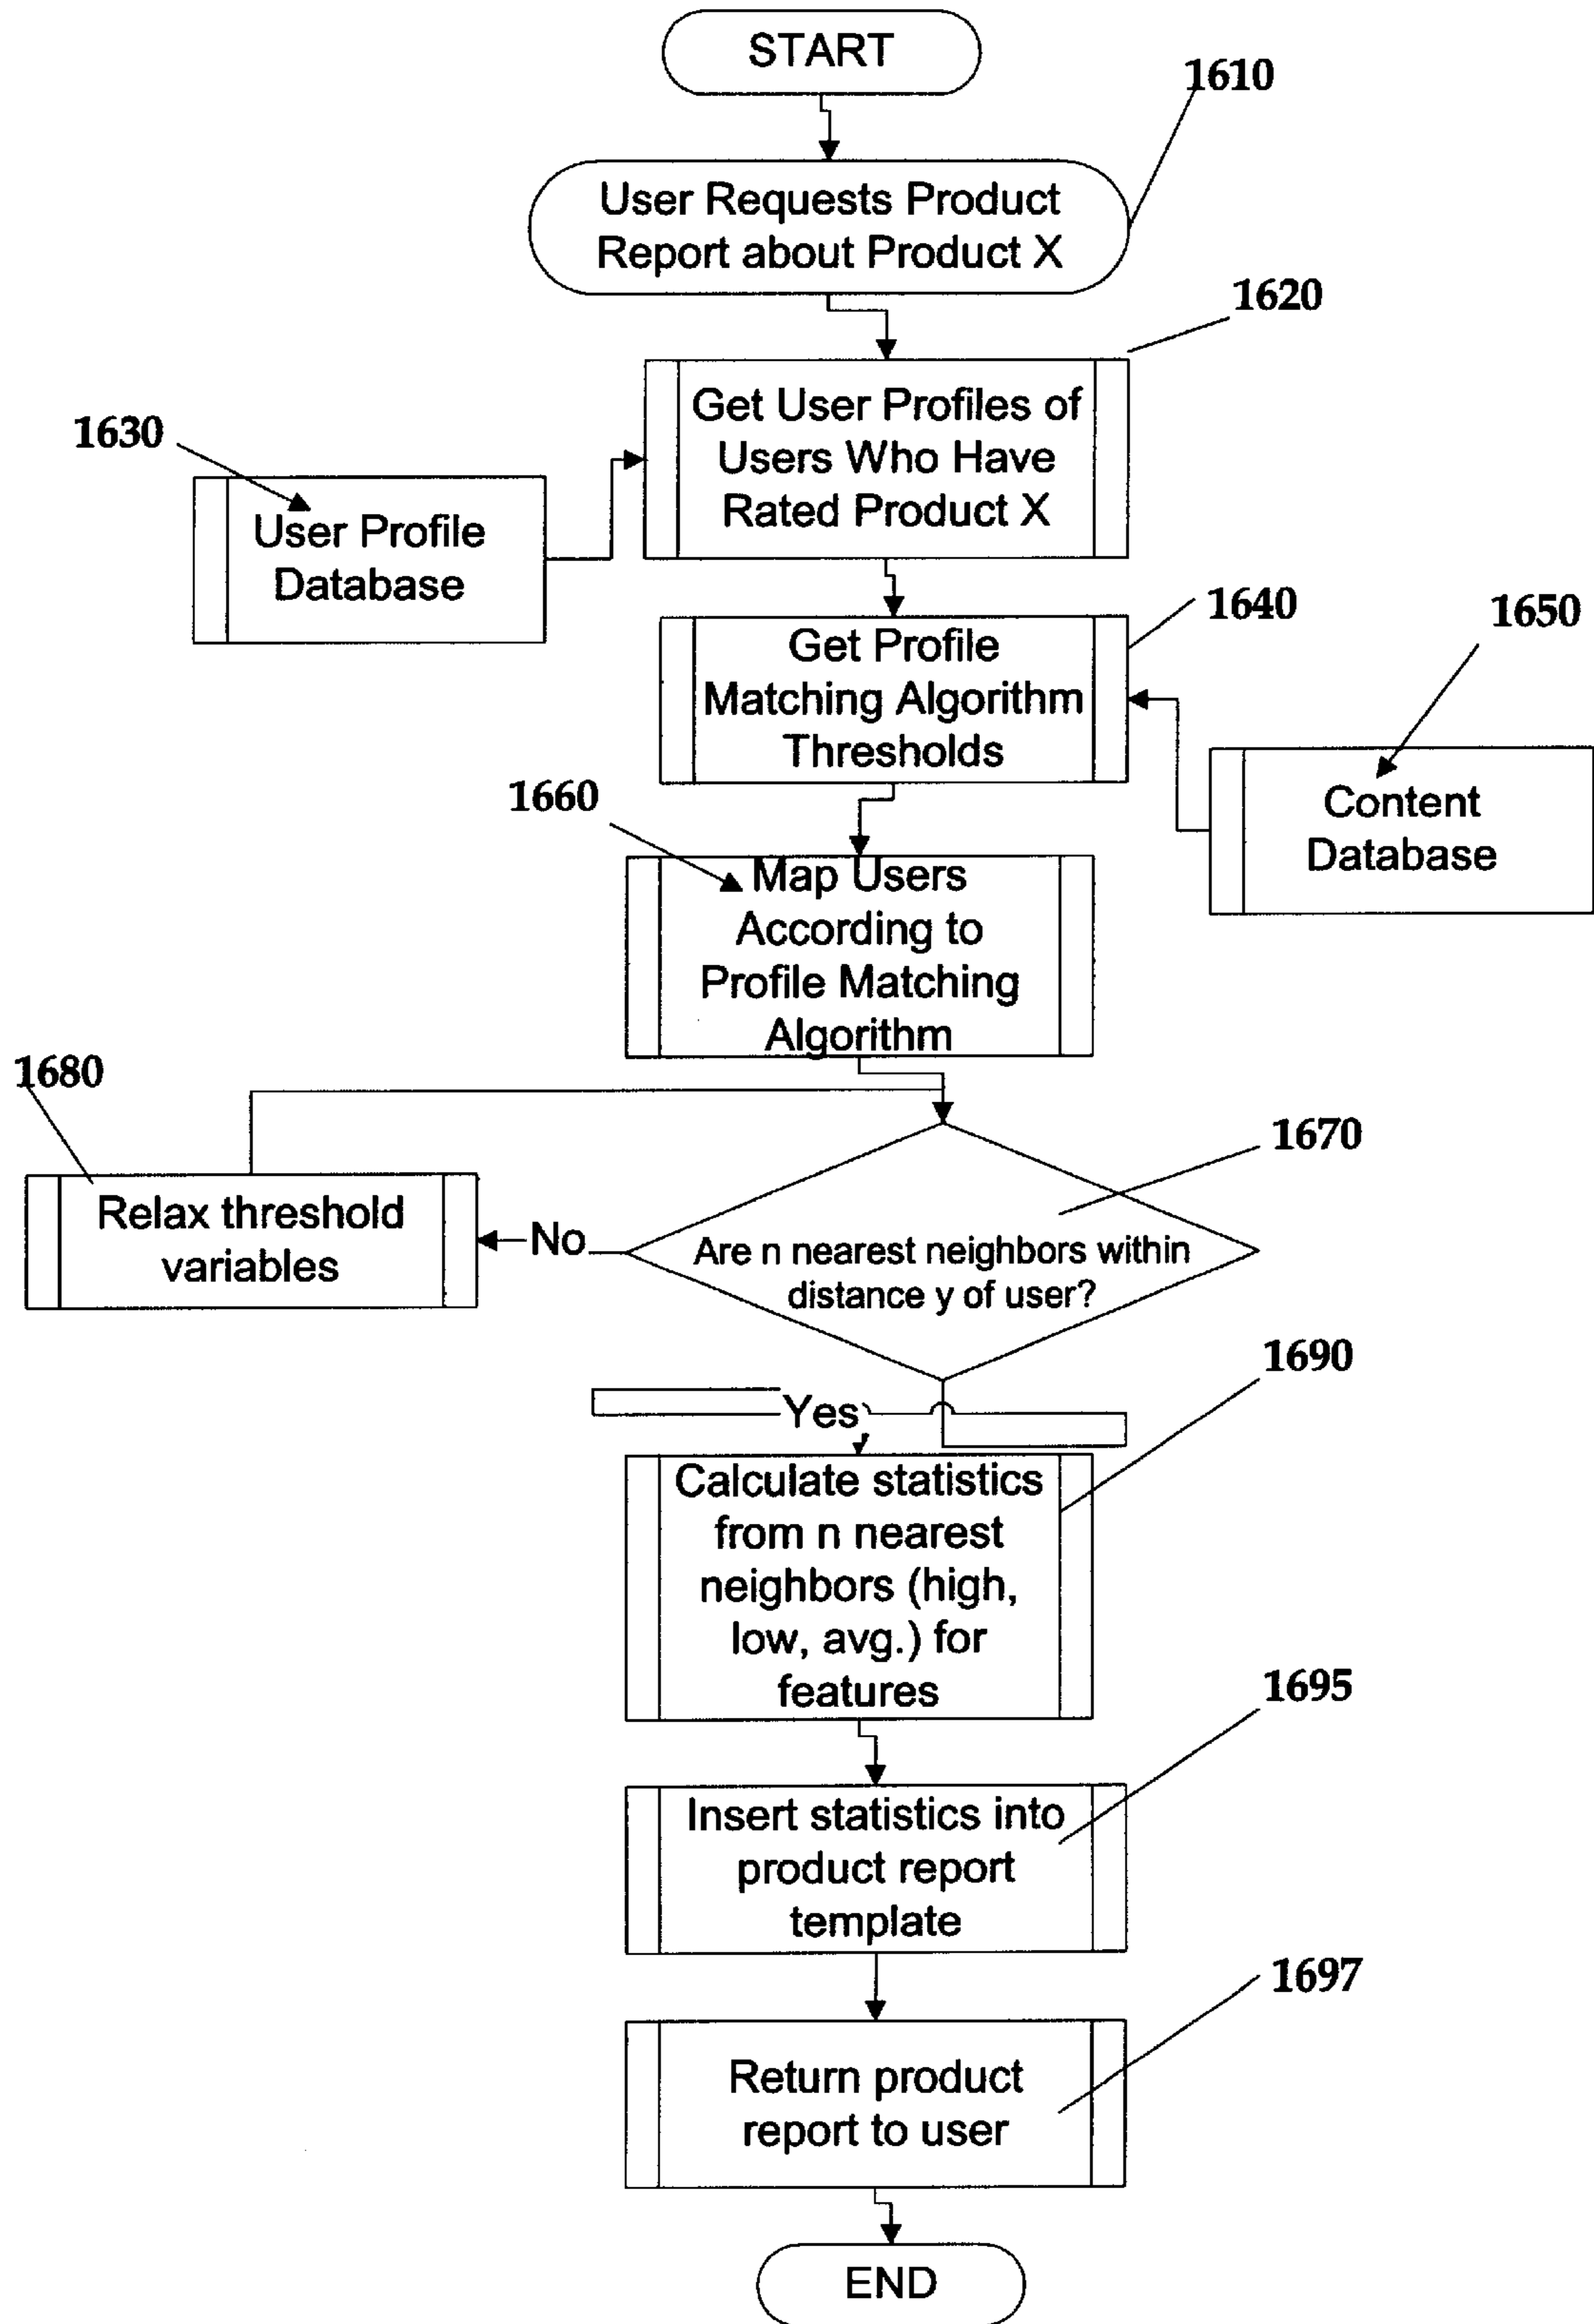 START
1610
User Requests Product
Report about Product X
1620
Get User Profiles of
Users Who Have
Rated Product X
1630
User Profile
Database
1640
Get Profile
Matching Algorithm
Thresholds
1650
Content
Database
1660
Map Users
According to
Profile Matching
Algorithm
1680
Relax threshold
variables
No
1670
Are n nearest neighbors within
distance y of user?
Yes
1690
Calculate statistics
from n nearest
neighbors (high,
low, avg.) for
features
1695
Insert statistics into
product report
template
1697
Return product
report to user
END